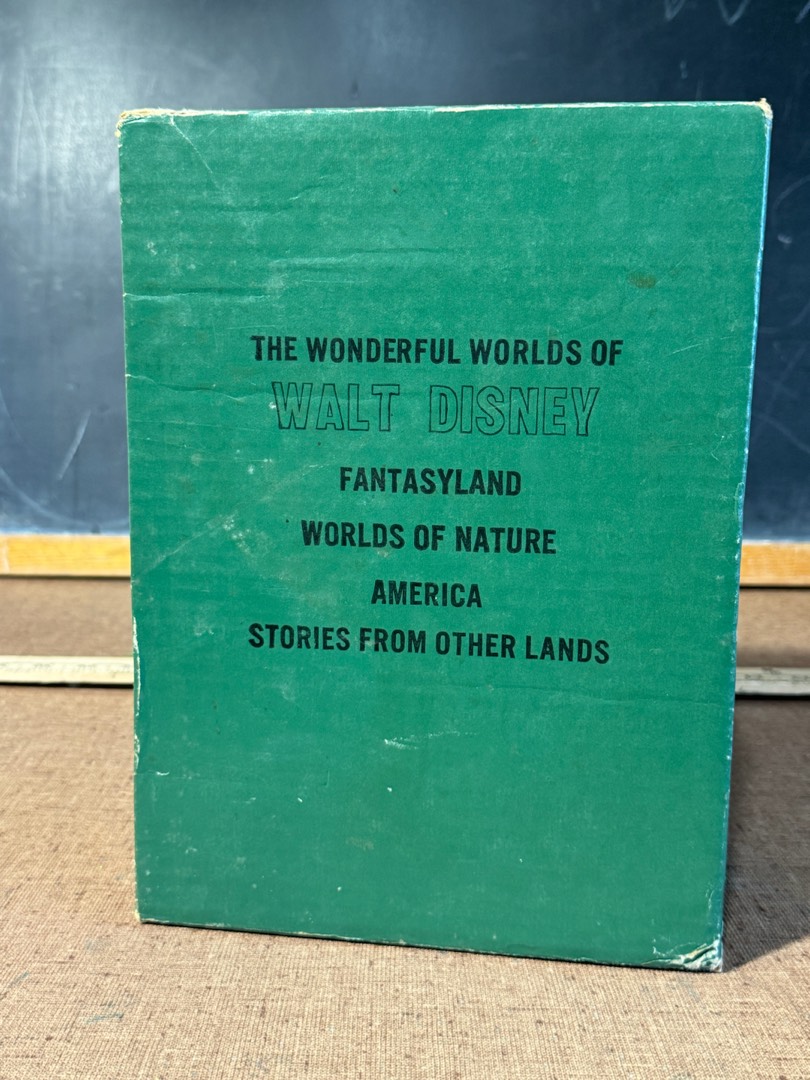 THE WONDERFUL WORLDS OF
WALT DISNEY
FANTASYLAND
WORLDS OF NATURE
AMERICA
STORIES FROM OTHER LANDS